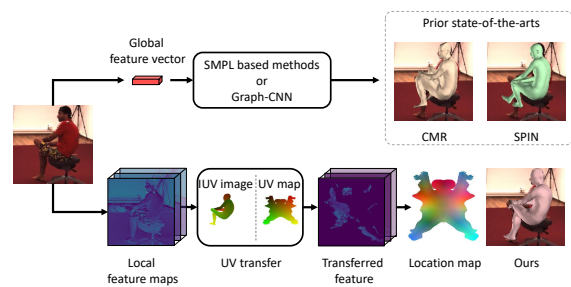 Prior state-of-the-arts
Global
feature vector
SMPL based methods
or
Graph-CNN
CMR
SPIN
IUV image
UV map
Local
feature maps
UV transfer
Transferred
feature
Location map
Ours